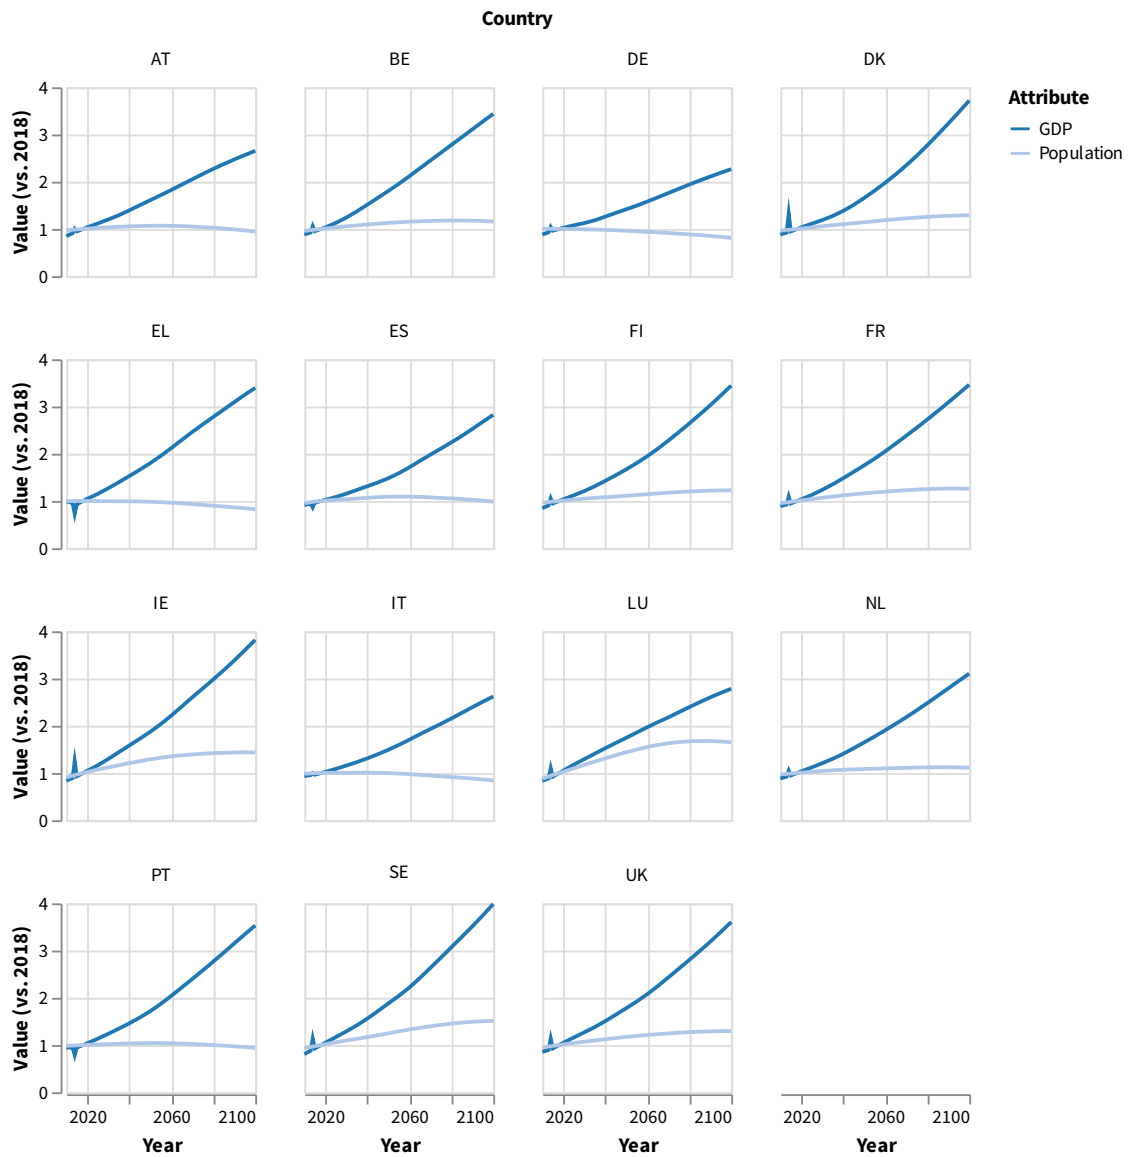 Country
AT BE DE DK
Attribute
GDP
Population
Value (vs. 2018)
4
3
2
1
0
EL ES FI FR
Value (vs. 2018)
4
3
2
1
0
IE IT LU NL
Value (vs. 2018)
4
3
2
1
0
PT SE UK
Value (vs. 2018)
4
3
2
1
0
2020 2060 2100 2020 2060 2100 2020 2060 2100 2020 2060 2100
Year Year Year Year